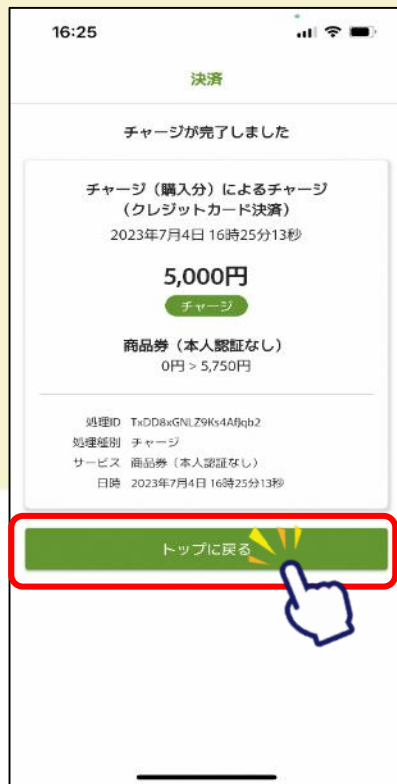 16:25
決済
チャージが完了しました
チャージ（購入分）によるチャージ
（クレジットカード決済）
2023年7月4日 16時25分13秒
5,000円
チャージ
商品券（本人認証なし）
0円 > 5,750円
処理ID TxDD8xGNLZ9Ks4Afjqb2
処理種別 チャージ
サービス 商品券（本人認証なし）
日時 2023年7月4日 16時25分13秒
トップに戻る